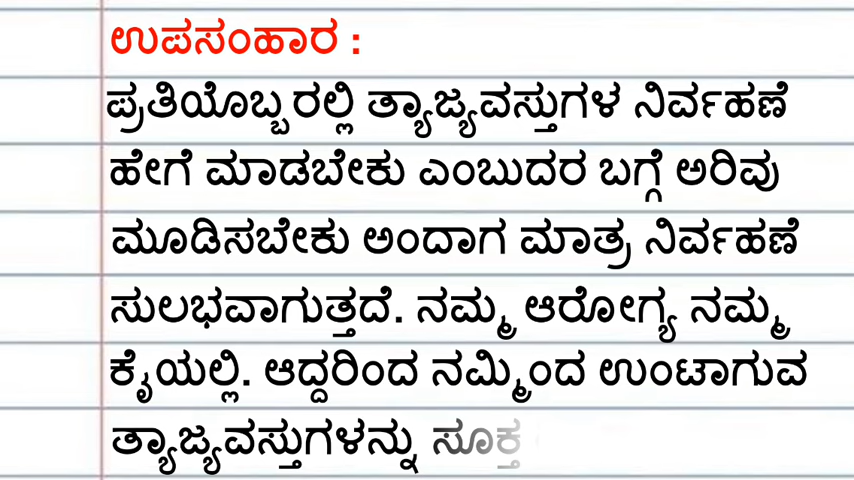 ಉಪಸಂಹಾರ :
ಪ್ರತಿಯೊಬ್ಬರಲ್ಲಿ ತ್ಯಾಜ್ಯವಸ್ತುಗಳ ನಿರ್ವಹಣೆ
ಹೇಗೆ ಮಾಡಬೇಕು ಎಂಬುದರ ಬಗ್ಗೆ ಅರಿವು
ಮೂಡಿಸಬೇಕು ಅಂದಾಗ ಮಾತ್ರ ನಿರ್ವಹಣೆ
ಸುಲಭವಾಗುತ್ತದೆ. ನಮ್ಮ ಆರೋಗ್ಯ ನಮ್ಮ
ಕೈಯಲ್ಲಿ. ಆದ್ದರಿಂದ ನಮ್ಮಿಂದ ಉಂಟಾಗುವ
ತ್ಯಾಜ್ಯವಸ್ತುಗಳನ್ನು ಸೂಕ್ತ